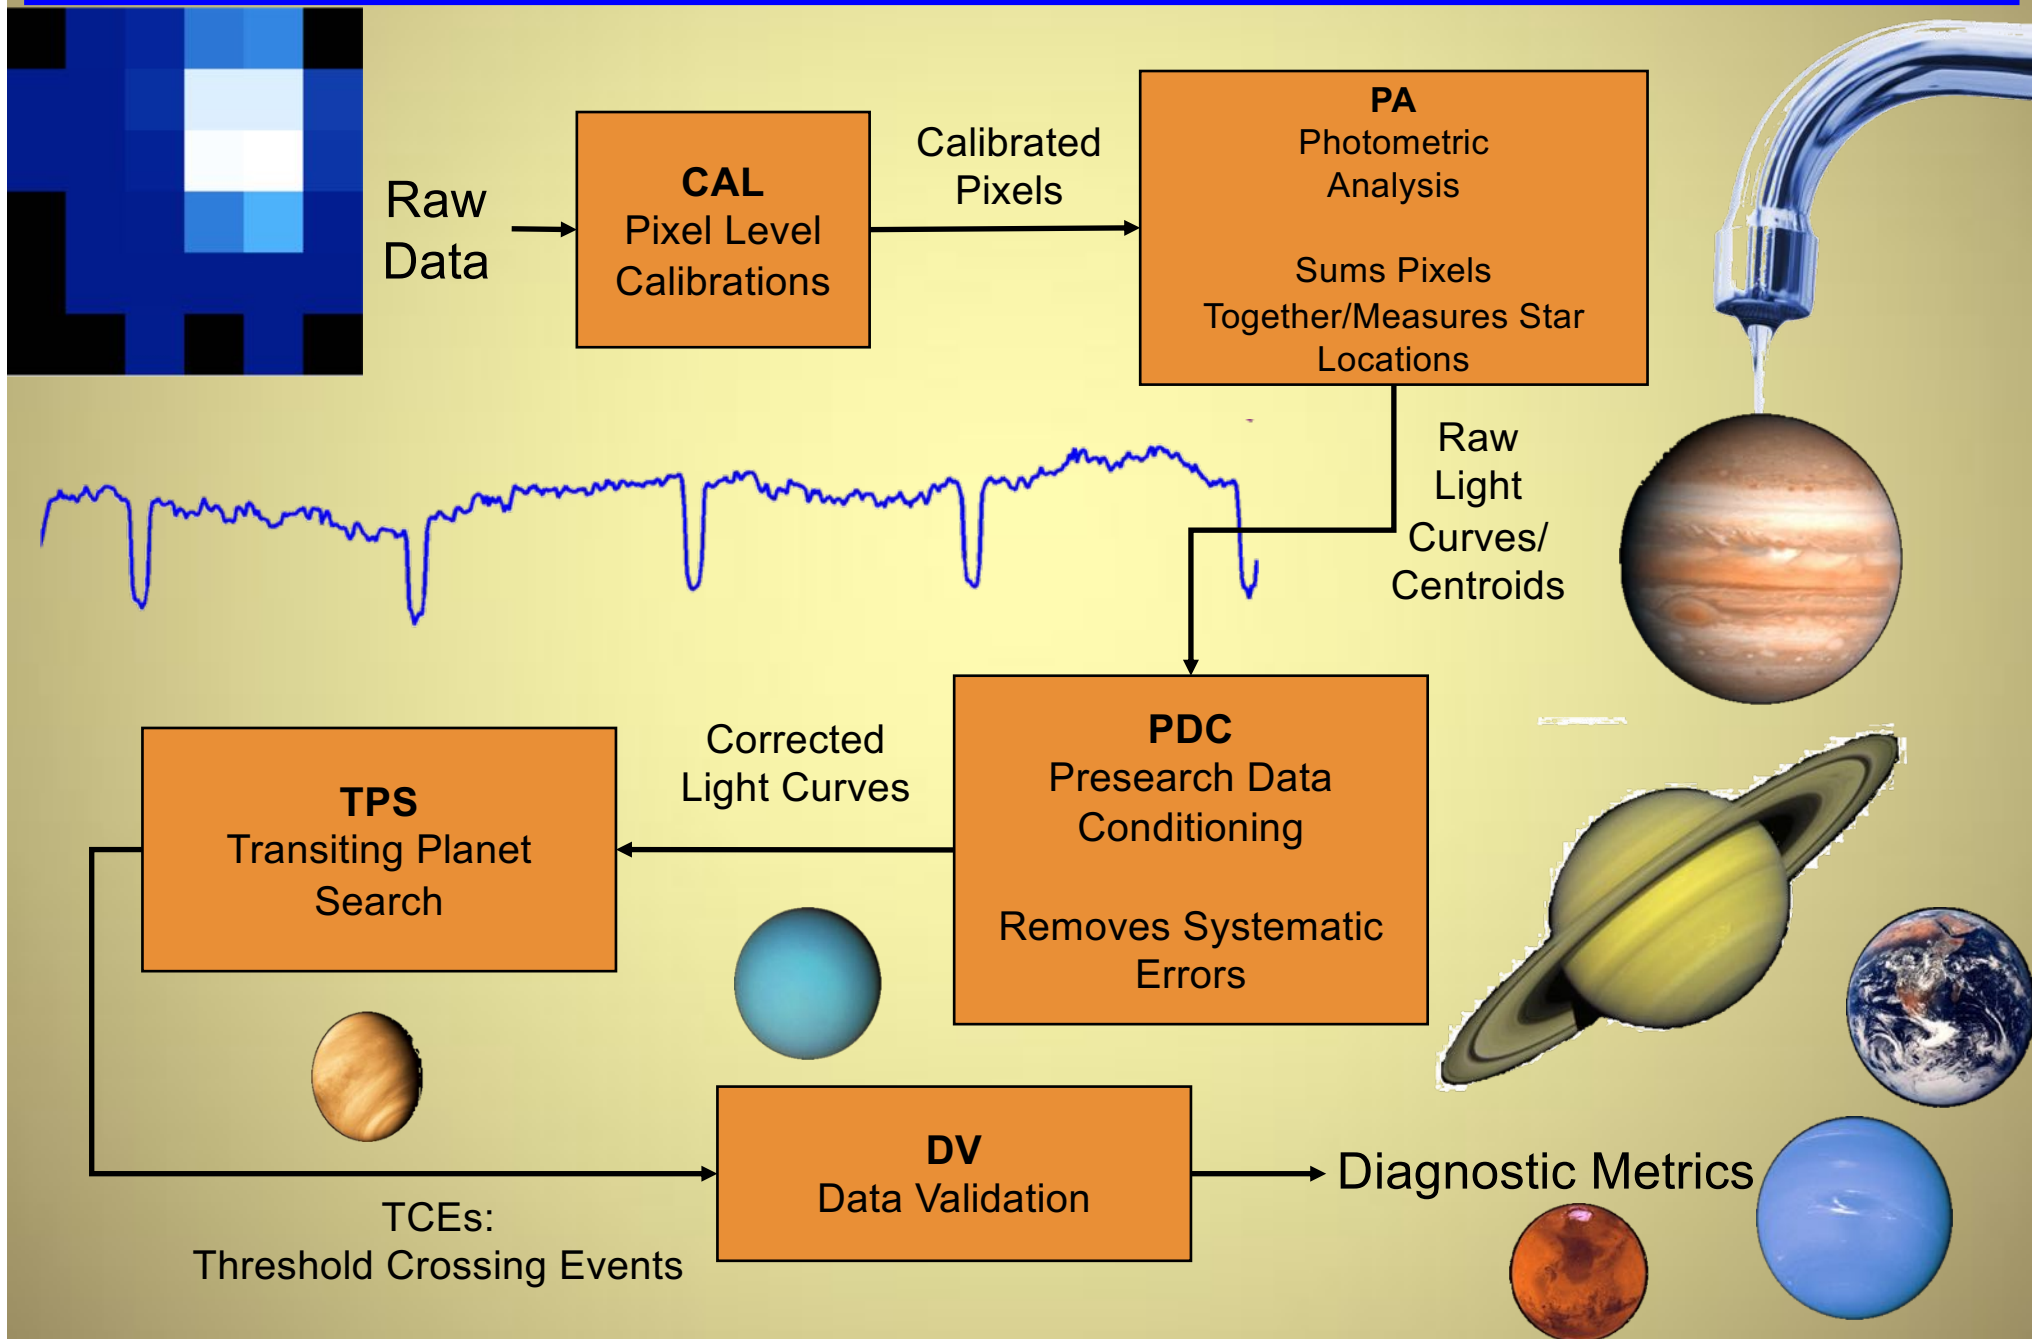 Raw
Data
CAL
Pixel Level
Calibrations
Calibrated
Pixels
PA
Photometric
Analysis
Sums Pixels
Together/Measures Star
Locations
Raw
Light
Curves/
Centroids
PDC
Presearch Data
Conditioning
Removes Systematic
Errors
Corrected
Light Curves
TPS
Transiting Planet
Search
TCEs:
Threshold Crossing Events
DV
Data Validation
Diagnostic Metrics